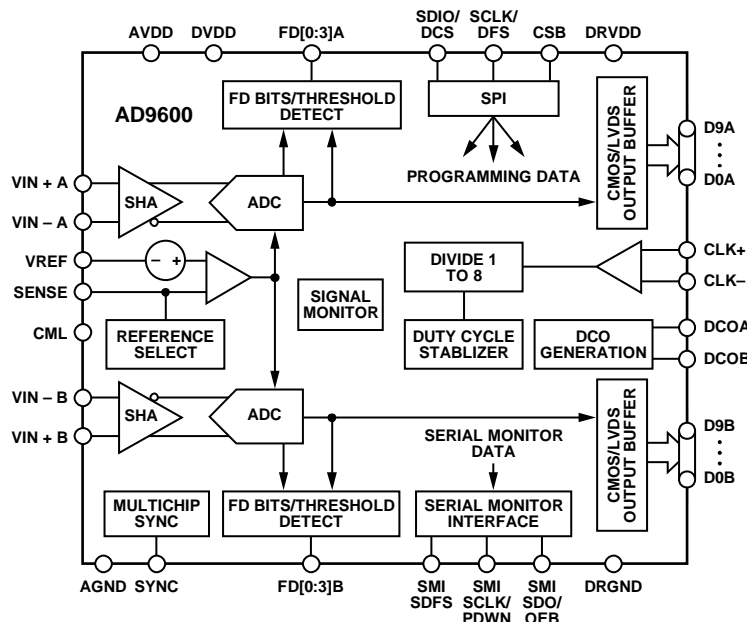 SDIO/ SCLK/
AVDD DVDD FD[0:3]A DCS DFS CSB DRVDD
AD9600
FD BITS/THRESHOLD
DETECT
SPI
PROGRAMMING DATA
CMOS/LVDS
OUTPUT BUFFER
D9A
D0A
VIN + A
VIN – A
SHA
ADC
VREF
SENSE
CML
– +
REFERENCE
SELECT
SIGNAL
MONITOR
DIVIDE 1
TO 8
DUTY CYCLE
STABLIZER
DCO
GENERATION
CLK+
CLK–
DCOA
DCOB
VIN – B
VIN + B
SHA
ADC
SERIAL MONITOR
DATA
CMOS/LVDS
OUTPUT BUFFER
D9B
D0B
MULTICHIP
SYNC
FD BITS/THRESHOLD
DETECT
SERIAL MONITOR
INTERFACE
AGND SYNC FD[0:3]B SMI SMI SMI DRGND
SDFS SCLK/ SDO/
PDWN OEB